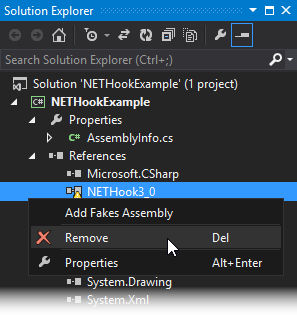 Solution Explorer
Search Solution Explorer (Ctrl+;)
Solution 'NETHookExample' (1 project)
C# NETHookExample
Properties
AssemblyInfo.cs
References
Microsoft.CSharp
NETHook3_0
Add Fakes Assembly
Remove Del
Properties Alt+Enter
System.Drawing
System.Xml